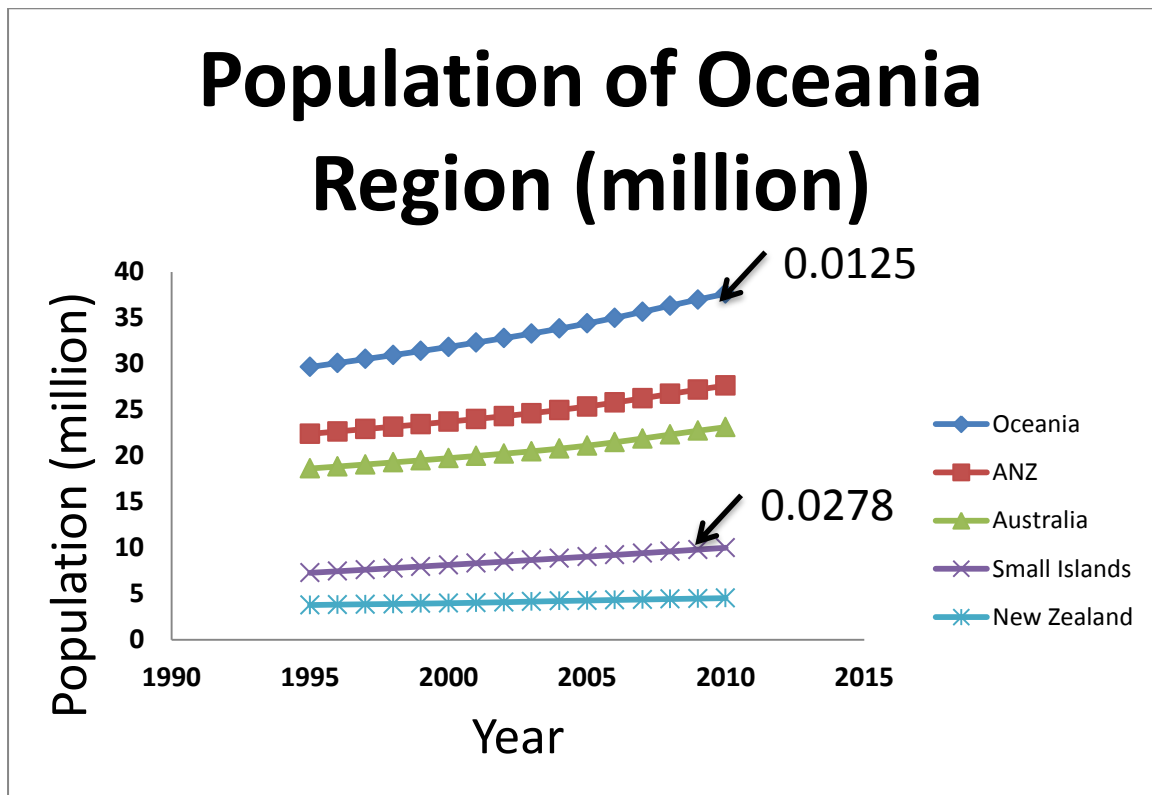 Population of Oceania
Region (million)
0.0125
0.0278
Population (million)
40
35
30
25
20
15
10
5
0
1990
1995
2000
2005
2010
2015
Year
Oceania
ANZ
Australia
Small Islands
New Zealand